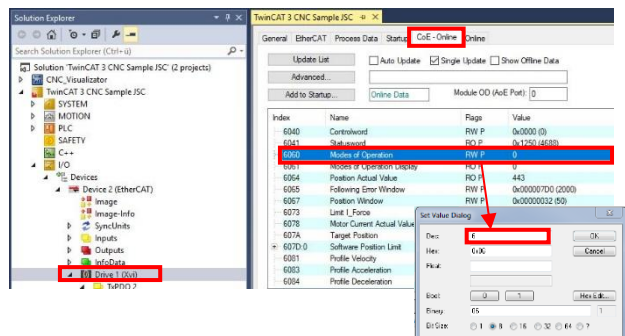 Solution Explorer
Search Solution Explorer (Ctrl+ü)
Solution 'TwinCAT 3 CNC Sample JSC' (2 projects)
CNC_Visualizator
TwinCAT 3 CNC Sample JSC
SYSTEM
MOTION
PLC
SAFETY
C++
I/O
Devices
Device 2 (EtherCAT)
Image
Image-Info
SyncUnits
Inputs
Outputs
InfoData
Drive 1 (Xvi)
TxPDO 2
TwinCAT 3 CNC Sample JSC
General EtherCAT Process Data Startup CoE - Online Online
Update List Auto Update Single Update Show Offline Data
Advanced...
Add to Startup... Online Data Module OD (AoE Port): 0
Index Name Flags Value
6040 Controlword RW P 0x0000 (0)
6041 Statusword RO P 0x1250 (4688)
6060 Modes of Operation RW P 0
6061 Modes of Operation Display RO P 0
6064 Position Actual Value RO P 443
6065 Following Error Window RW P 0x000007D0 (2000)
6067 Position Window RW P 0x00000032 (50)
6073 Limit I_Force
6078 Motor Current Actual Value
607A Target Position
607D:0 Software Position Limit
6081 Profile Velocity
6083 Profile Acceleration
6084 Profile Deceleration
Set Value Dialog
Dec: 6 OK
Hex: 0x06 Cancel
Float:
Bool: 0 1 Hex Edit...
Binary: 06 1
Bit Size: 1 8 16 32 64 ?